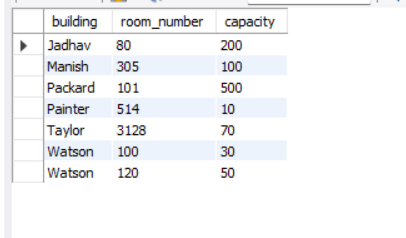 building room_number capacity
Jadhav 80 200
Manish 305 100
Packard 101 500
Painter 514 10
Taylor 3128 70
Watson 100 30
Watson 120 50